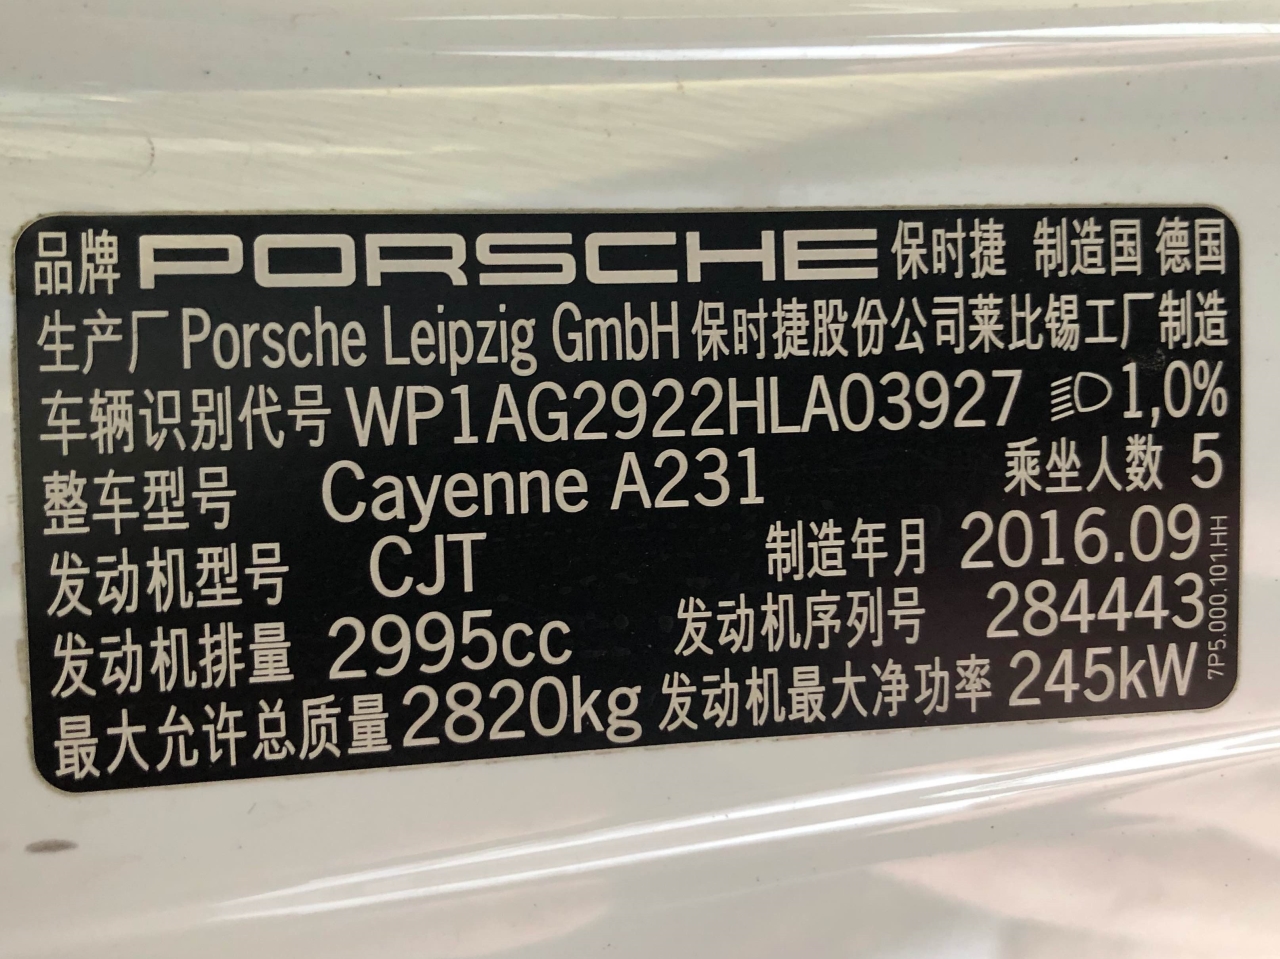 品牌 PORSCHE 保时捷 制造国 德国
生产厂 Porsche Leipzig GmbH 保时捷股份公司莱比锡工厂制造
车辆识别代号 WP1AG2922HLA03927 1,0%
整车型号 Cayenne A231 乘坐人数 5
发动机型号 CJT 制造年月 2016.09
发动机排量 2995cc 发动机序列号 284443
最大允许总质量 2820kg 发动机最大净功率 245kW
7P5.000.101.HH